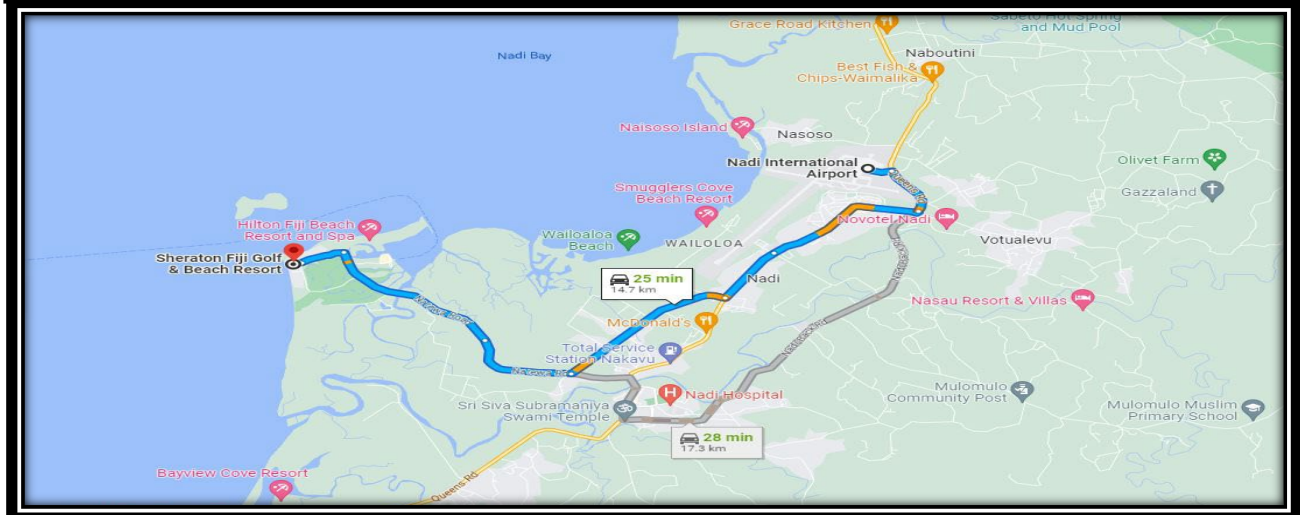 Grace Road Kitchen
Sabeto Hot Spring
and Mud Pool
Naboutini
Nadi Bay
Best Fish &
Chips-Waimalika
Naisoso Island
Nasoso
Nadi International
Airport
Olivet Farm
Gazzaland
Smugglers Cove
Beach Resort
Novotel Nadi
Hilton Fiji Beach
Resort and Spa
Wailoaloa
Beach
WAILOLOA
Votualevu
Sheraton Fiji Golf
& Beach Resort
25 min
14.7 km
Nadi
Nasau Resort & Villas
McDonald's
Total Service
Station Nakavu
Nadi Hospital
Mulomulo
Community Post
Sri Siva Subramaniya
Swami Temple
Mulomulo Muslim
Primary School
28 min
17.3 km
Bayview Cove Resort
Queens Rd